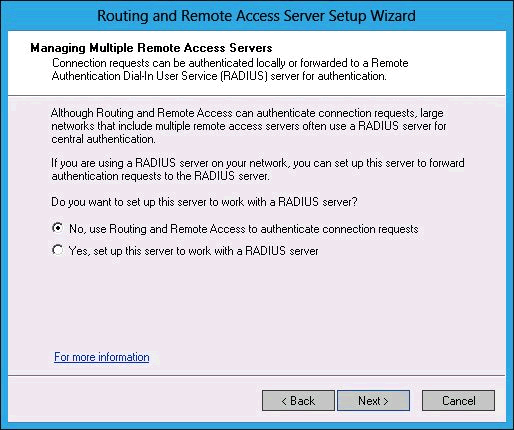 Routing and Remote Access Server Setup Wizard
Managing Multiple Remote Access Servers
Connection requests can be authenticated locally or forwarded to a Remote
Authentication Dial-In User Service (RADIUS) server for authentication.
Although Routing and Remote Access can authenticate connection requests, large
networks that include multiple remote access servers often use a RADIUS server for
central authentication.
If you are using a RADIUS server on your network, you can set up this server to forward
authentication requests to the RADIUS server.
Do you want to set up this server to work with a RADIUS server?
No, use Routing and Remote Access to authenticate connection requests
Yes, set up this server to work with a RADIUS server
For more information
< Back Next > Cancel